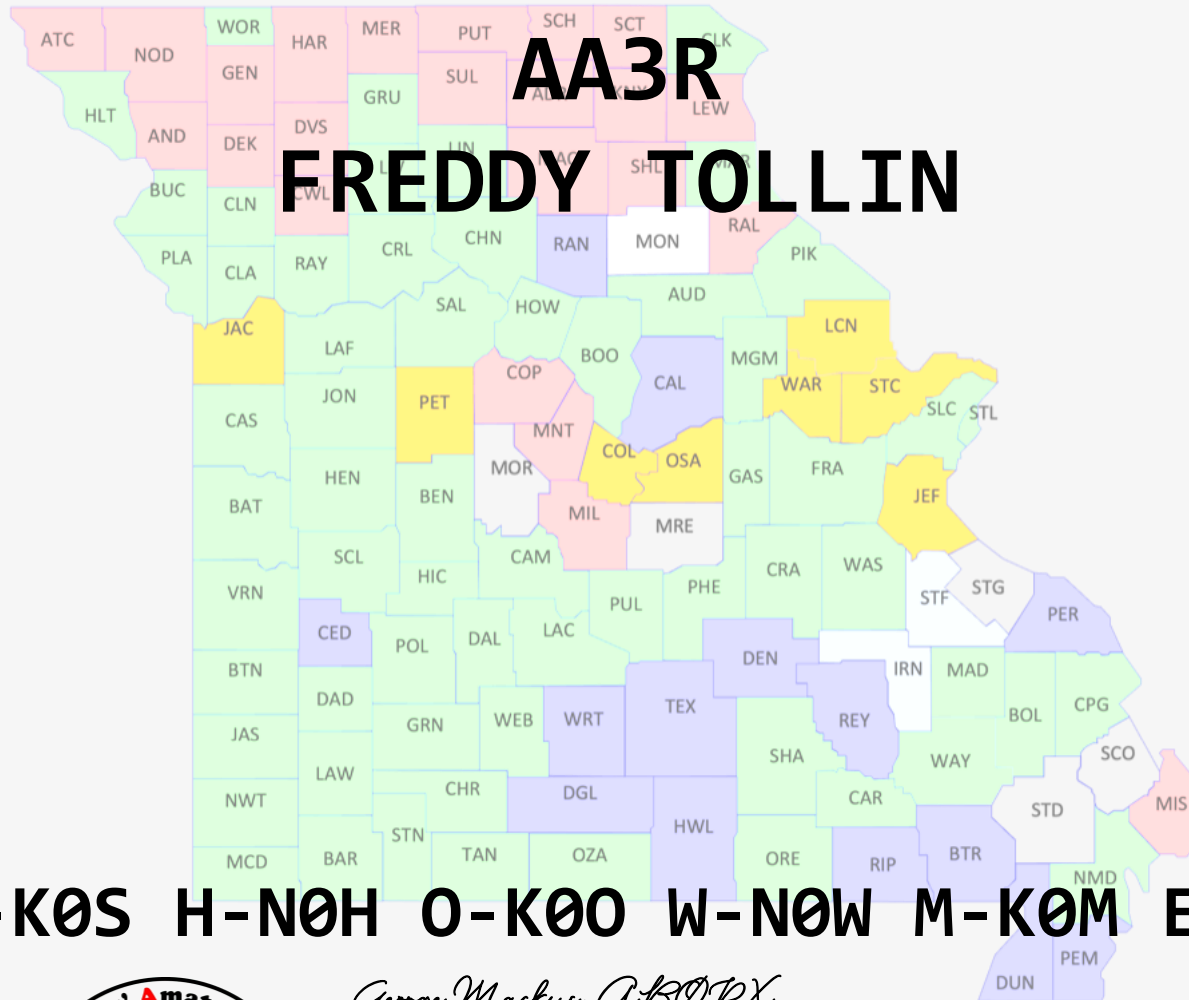 SCH
SCT
WOR
MER
PUT
CLK
ATC
HAR
NOD
AA3R
GEN
SUL
GRU
LEW
HLT
DVS
AND
DEK
LIN
MAC
SHL
MAR
FREDDY TOLLIN
BUC
CWL
CLN
RAL
CHN
RAN
MON
CRL
PIK
PLA
RAY
CLA
AUD
SAL
HOW
JAC
LCN
LAF
BOO
MGM
COP
CAL
WAR
STC
JON
PET
SLC
STL
CAS
MNT
COL
OSA
MOR
FRA
HEN
GAS
BEN
JEF
BAT
MIL
MRE
SCL
CAM
WAS
CRA
HIC
PHE
STG
VRN
STF
PUL
PER
CED
LAC
DAL
POL
DEN
BTN
IRN
MAD
DAD
TEX
CPG
BOL
WRT
WEB
REY
GRN
JAS
SHA
SCO
WAY
LAW
CHR
DGL
CAR
NWT
MIS
STD
HWL
STN
TAN
OZA
BTR
MCD
BAR
ORE
RIP
NMD
-K0S H-N0H O-K0O W-N0W M-K0M E
PEM
DUN